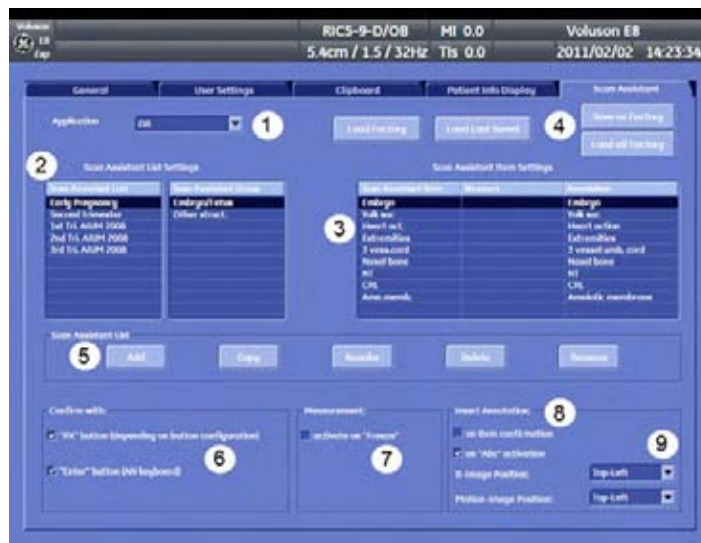 Voluson
E8
Exp
RIC5-9-D/OB MI 0.0 Voluson E8
5.4cm / 1.5 / 32Hz TIs 0.0 2011/02/02 14:23:34
General User Settings Clipboard Patient Info Display Scan Assistant
Application OB 1 Load Factory Load Last Saved 4 Save as Factory
Load all Factory
2 Scan Assistant List Settings Scan Assistant Item Settings
Scan Assistant List Scan Assistant Group Scan Assistant Item Measure Annotation
Early Pregnancy Embryo/Fetus Embryo Embryo
Second Trimester Other struct. Yolk sac Yolk sac
1st Tri. AIUM 2008 3 Heart act. Heart action
2nd Tri. AIUM 2008 Extremities Extremities
3rd Tri. AIUM 2008 3 vess.cord 3 vessel umb. cord
Nasal bone Nasal bone
NT NT
CRL CRL
Amn.memb. Amniotic membrane
Scan Assistant List
5 Add Copy Reorder Delete Rename
Confirm with: Measurement: Insert Annotation: 8
button (depending on button configuration) activate on "Freeze" on item confirmation
6 7 on "Abc" activation 9
"Enter" button (AN keyboard) B-Image Position: Top-Left
Motion-Image Position: Top-Left